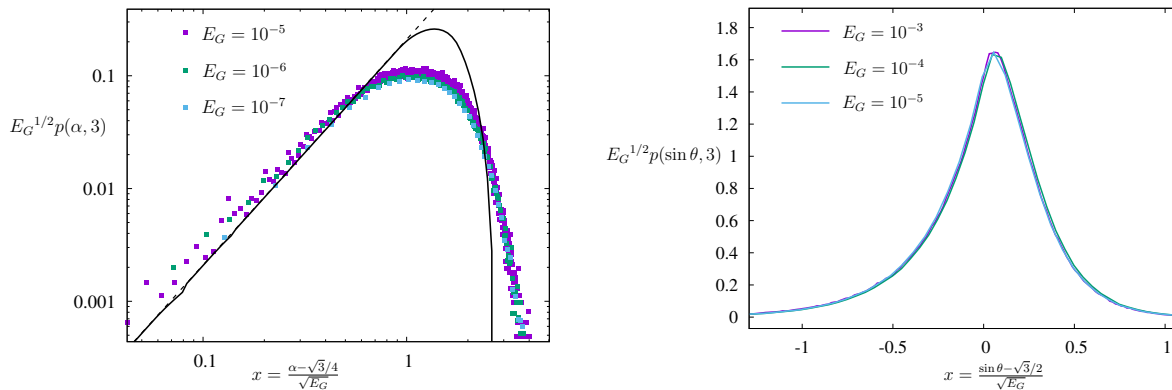 E_G = 10^{-5}
E_G = 10^{-6}
E_G = 10^{-7}
0.1
0.01
0.001
E_G^{1/2}p(α, 3)
0.1
1
x = \frac{α−√3/4}{\sqrt{E_G}}
1.8
1.6
1.4
1.2
1
0.8
0.6
0.4
0.2
0
E_G = 10^{-3}
E_G = 10^{-4}
E_G = 10^{-5}
E_G^{1/2}p(sin θ, 3)
-1
-0.5
0
0.5
1
x = \frac{sin θ−√3/2}{\sqrt{E_G}}